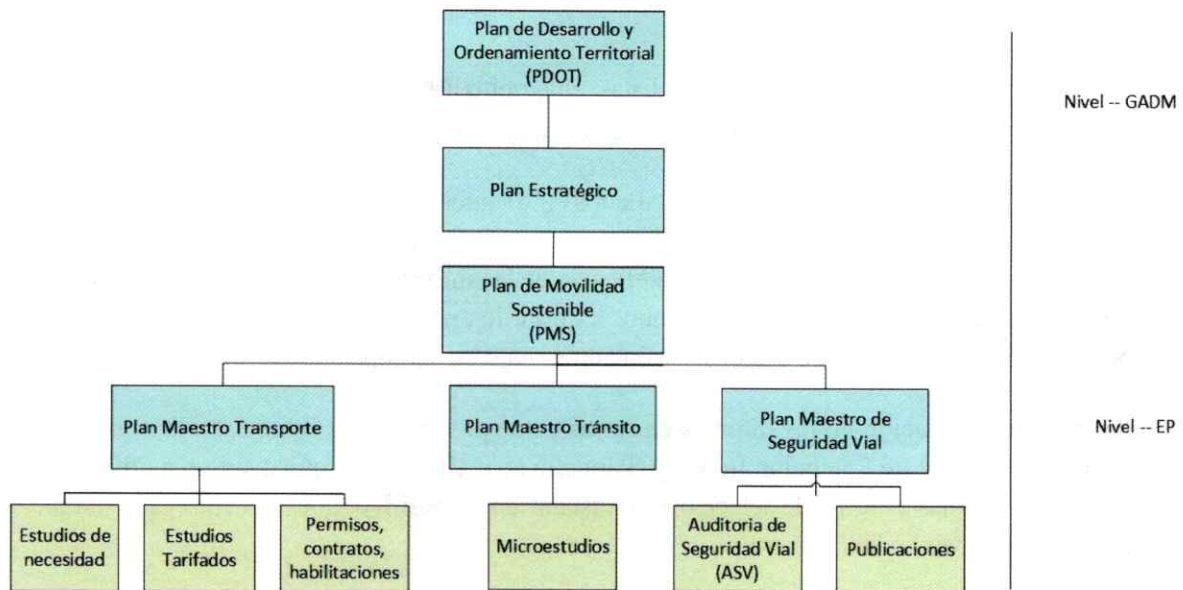 Plan de Desarrollo y
Ordenamiento Territorial
(PDOT)
Nivel -- GADM
Plan Estratégico
Plan de Movilidad
Sostenible
(PMS)
Plan Maestro Transporte
Plan Maestro Tránsito
Plan Maestro de
Seguridad Vial
Nivel -- EP
Estudios de
necesidad
Estudios
Tarifados
Permisos,
contratos,
habilitaciones
Microestudios
Auditoria de
Seguridad Vial
(ASV)
Publicaciones